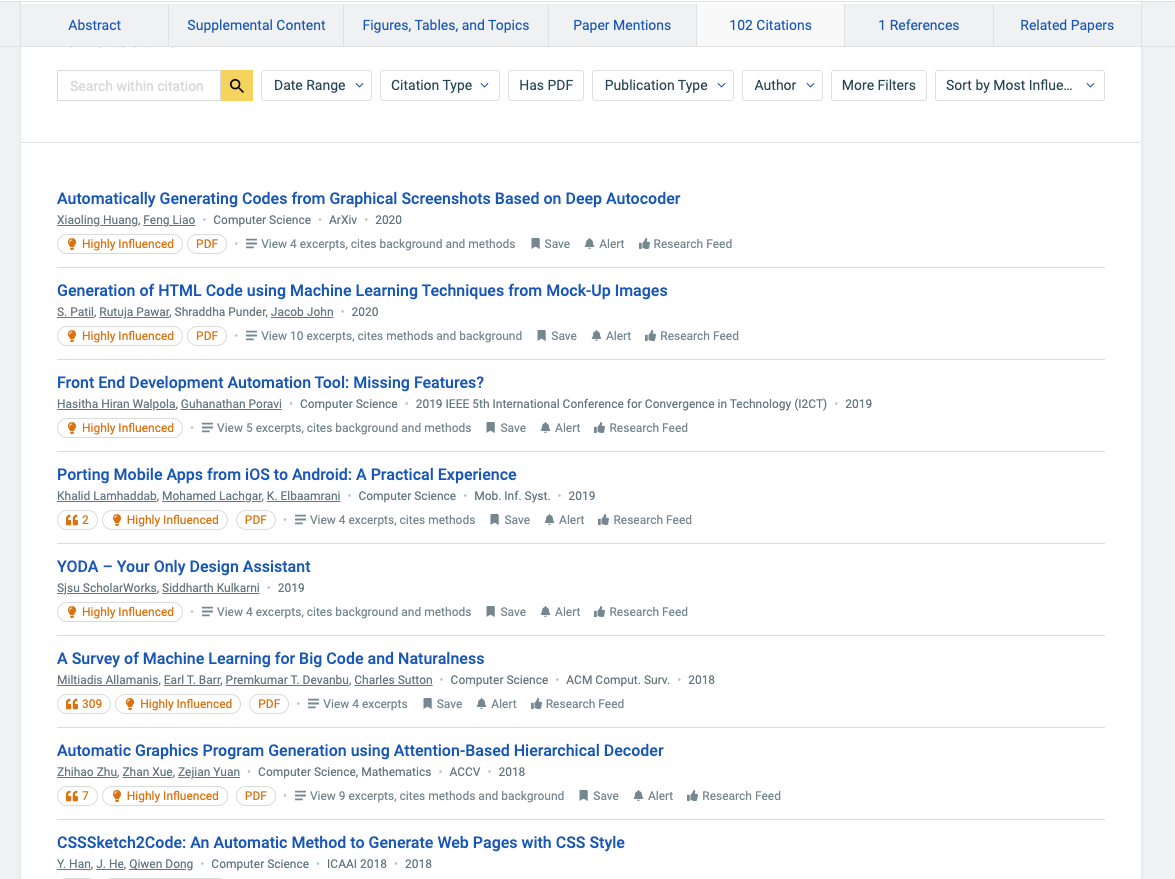 Abstract Supplemental Content Figures, Tables, and Topics Paper Mentions 102 Citations 1 References Related Papers
Search within citation Date Range Citation Type Has PDF Publication Type Author More Filters Sort by Most Influe...
Automatically Generating Codes from Graphical Screenshots Based on Deep Autocoder
Xiaoling Huang, Feng Liao • Computer Science • ArXiv • 2020
Highly Influenced PDF • View 4 excerpts, cites background and methods Save Alert Research Feed
Generation of HTML Code using Machine Learning Techniques from Mock-Up Images
S. Patil, Rutuja Pawar, Shraddha Punder, Jacob John • 2020
Highly Influenced PDF • View 10 excerpts, cites methods and background Save Alert Research Feed
Front End Development Automation Tool: Missing Features?
Hasitha Hiran Walpola, Guhanathan Poravi • Computer Science • 2019 IEEE 5th International Conference for Convergence in Technology (I2CT) • 2019
Highly Influenced • View 5 excerpts, cites background and methods Save Alert Research Feed
Porting Mobile Apps from iOS to Android: A Practical Experience
Khalid Lamhaddab, Mohamed Lachgar, K. Elbaamrani • Computer Science • Mob. Inf. Syst. • 2019
2 Highly Influenced PDF • View 4 excerpts, cites methods Save Alert Research Feed
YODA – Your Only Design Assistant
Sjsu ScholarWorks, Siddharth Kulkarni • 2019
Highly Influenced • View 4 excerpts, cites background and methods Save Alert Research Feed
A Survey of Machine Learning for Big Code and Naturalness
Miltiadis Allamanis, Earl T. Barr, Premkumar T. Devanbu, Charles Sutton • Computer Science • ACM Comput. Surv. • 2018
309 Highly Influenced PDF • View 4 excerpts Save Alert Research Feed
Automatic Graphics Program Generation using Attention-Based Hierarchical Decoder
Zhihao Zhu, Zhan Xue, Zejian Yuan • Computer Science, Mathematics • ACCV • 2018
7 Highly Influenced PDF • View 9 excerpts, cites methods and background Save Alert Research Feed
CSSSketch2Code: An Automatic Method to Generate Web Pages with CSS Style
Y. Han, J. He, Qiwen Dong • Computer Science • ICAAI 2018 • 2018